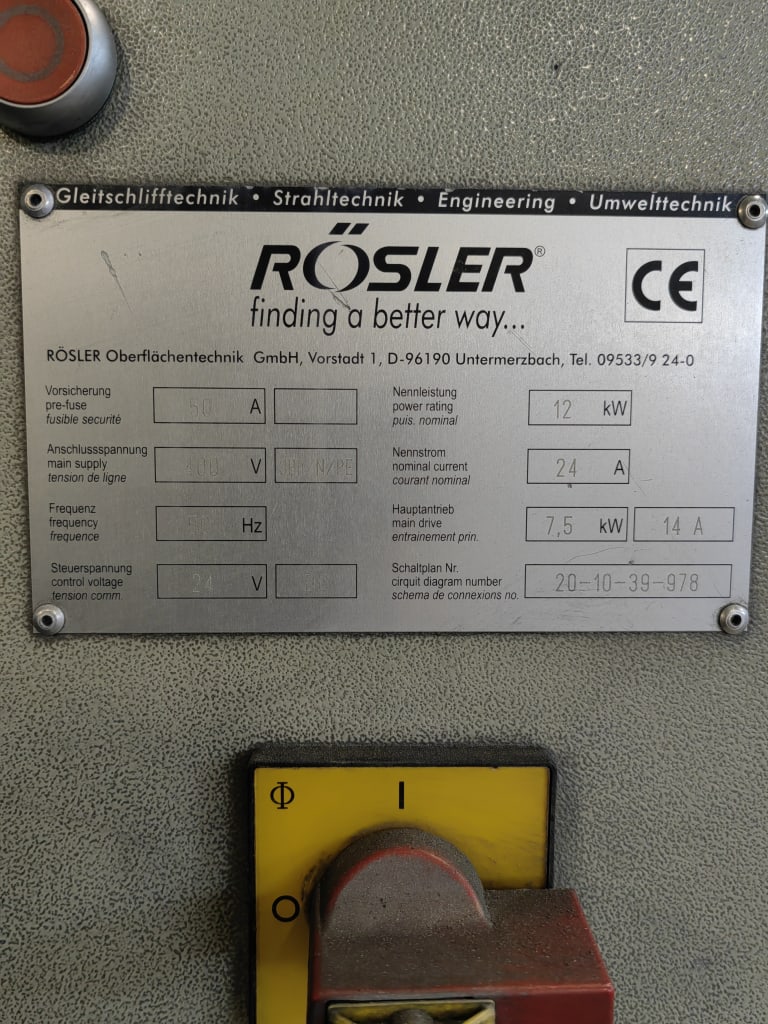 Gleitschlifftechnik • Strahltechnik • Engineering • Umwelttechnik
RÖSLER®
finding a better way...
CE
RÖSLER Oberflächentechnik GmbH, Vorstadt 1, D-96190 Untermerzbach, Tel. 09533/9 24-0
Vorsicherung
pre-fuse
fusible securité
50 A
Nennleistung
power rating
puis. nominal
12 kW
Anschlussspannung
main supply
tension de ligne
400 V
N/PE
Nennstrom
nominal current
courant nominal
24 A
Frequenz
frequency
frequence
Hz
Hauptantrieb
main drive
entrainement prin.
7,5 kW
14 A
Steuerspannung
control voltage
tension comm.
24 V
Schaltplan Nr.
cirquit diagram number
schema de connexions no.
20-10-39-978
I
O